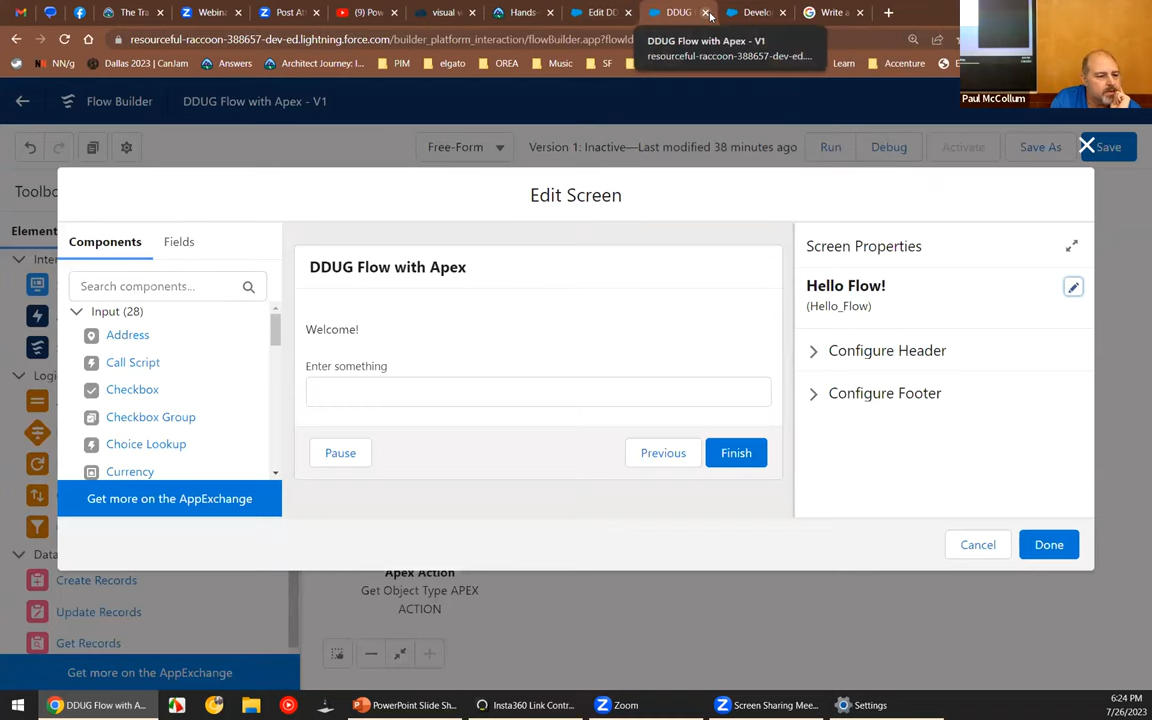 The Tra
Webina
Post Att
(9) Pow
visual w
Hands-
Edit DD
DDUG F
Develo
Write a
resourceful-raccoon-388657-dev-ed.lightning.force.com/builder_platform_interaction/flowBuilder.app?flowId
DDUG Flow with Apex - V1
resourceful-raccoon-388657-dev-ed....
NN/g
Dallas 2023 | CanJam
Answers
Architect Journey: I...
PIM
elgato
OREA
Music
SF
Learn
Accenture
Paul McCollum
Flow Builder
DDUG Flow with Apex - V1
Free-Form
Version 1: Inactive—Last modified 38 minutes ago
Run
Debug
Activate
Save As
Save
Toolbo
Edit Screen
Elemen
Components
Fields
Search components...
Input (28)
Address
Call Script
Checkbox
Checkbox Group
Choice Lookup
Currency
Get more on the AppExchange
DDUG Flow with Apex
Welcome!
Enter something
Pause
Previous
Finish
Screen Properties
Hello Flow!
(Hello_Flow)
Configure Header
Configure Footer
Cancel
Done
Inter
Logi
Data
Create Records
Update Records
Get Records
Get more on the AppExchange
Apex Action
Get Object Type APEX
ACTION
DDUG Flow with A...
PowerPoint Slide Sh...
Insta360 Link Contr...
Zoom
Screen Sharing Mee...
Settings
6:24 PM
7/26/2023